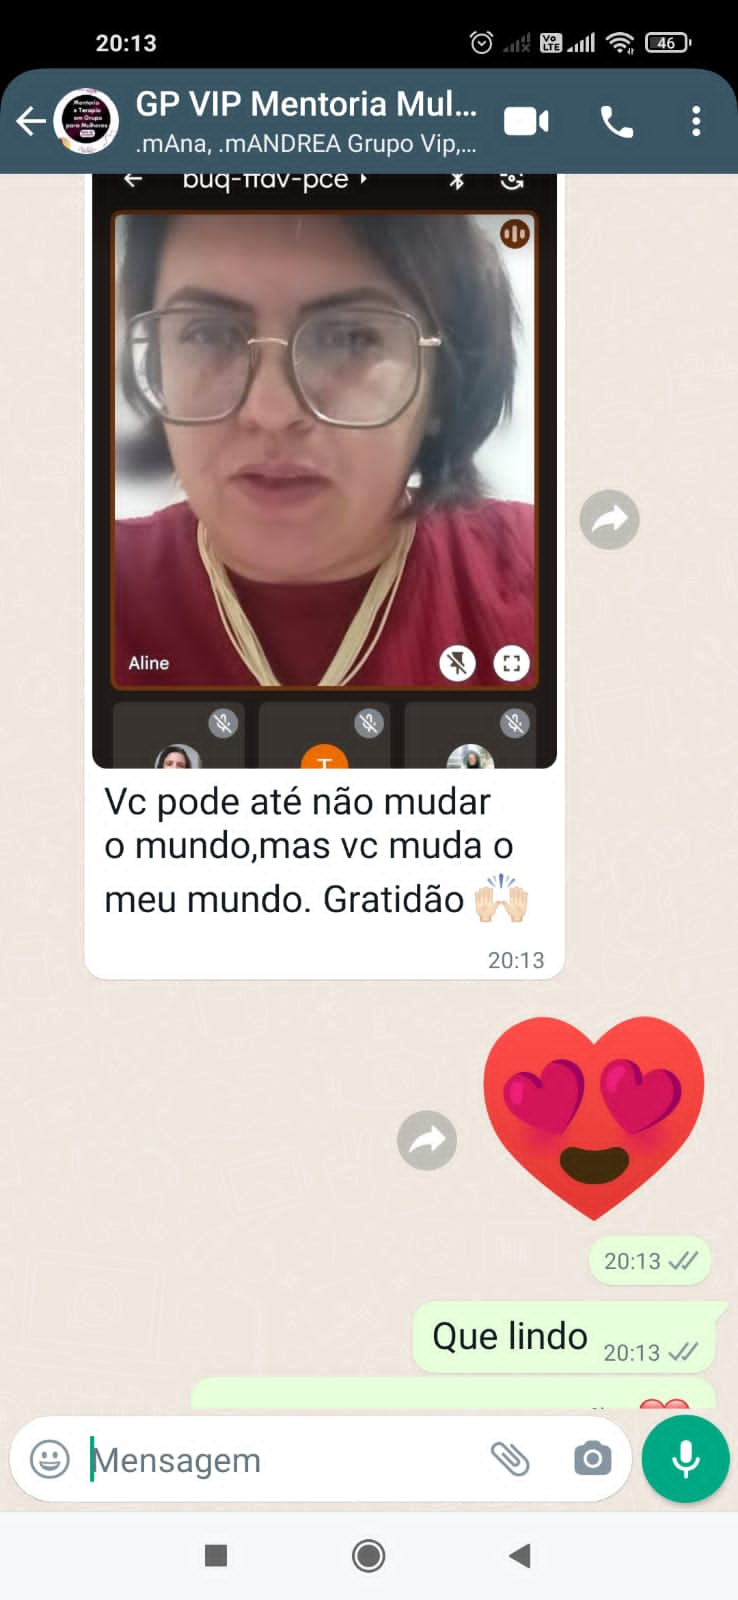 20:13
Vo
LTE
46
GP VIP Mentoria Mul...
.mAna, .mANDREA Grupo Vip,...
Mentoria
e Terapia
em Grupo
para Mulheres
buq-ffdv-pce
Aline
T
Vc pode até não mudar
o mundo,mas vc muda o
meu mundo. Gratidão 🙌🏻
20:13
20:13
Que lindo 20:13
Mensagem